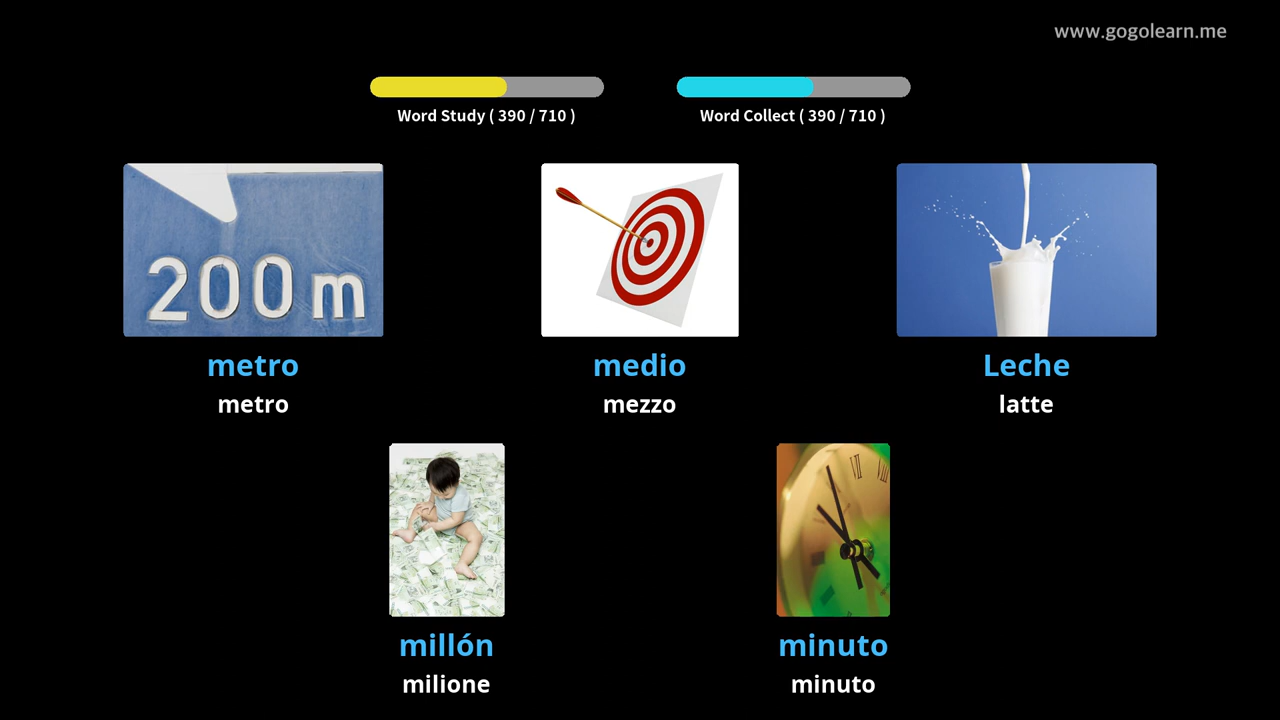 www.gogolearn.me
Word Study ( 390 / 710 )
Word Collect ( 390 / 710 )
200m
metro
metro
medio
mezzo
Leche
latte
millón
milione
minuto
minuto